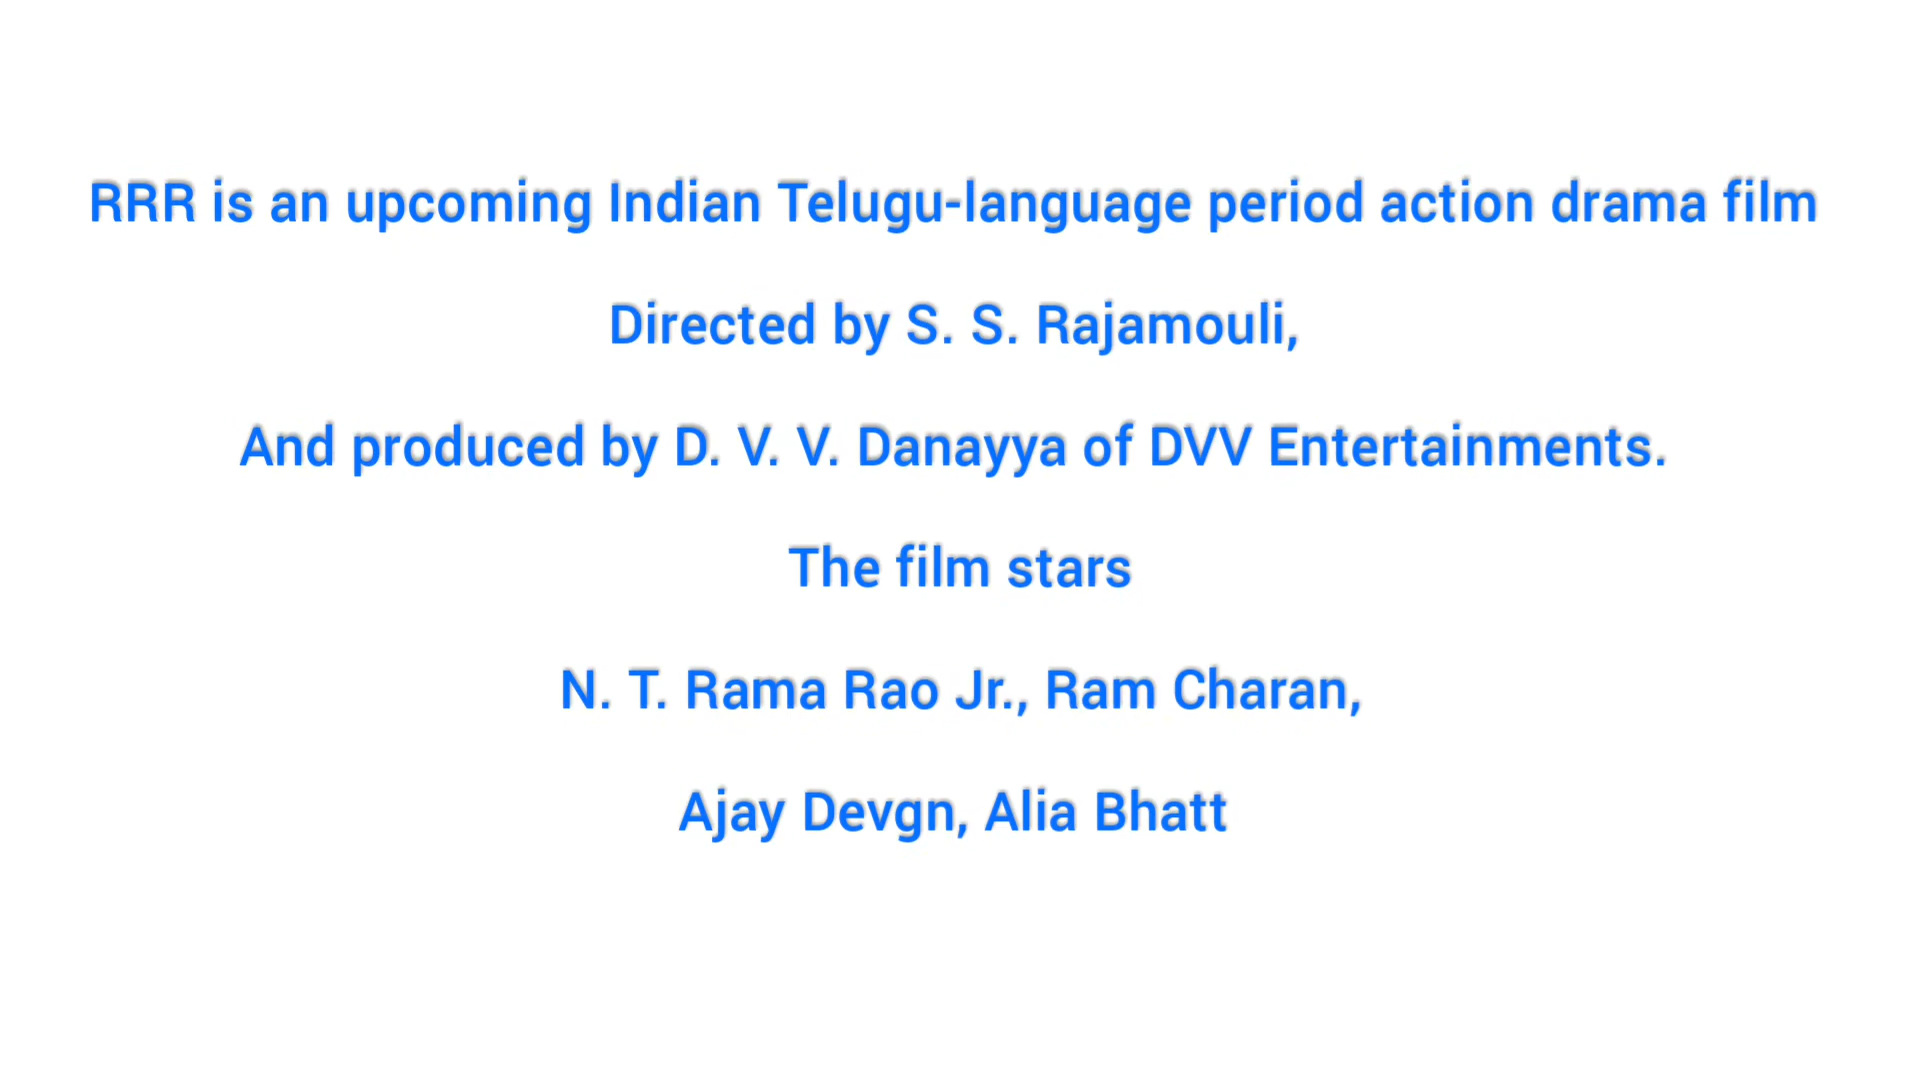 RRR is an upcoming Indian Telugu-language period action drama film
Directed by S. S. Rajamouli,
And produced by D. V. V. Danayya of DVV Entertainments.
The film stars
N. T. Rama Rao Jr., Ram Charan,
Ajay Devgn, Alia Bhatt